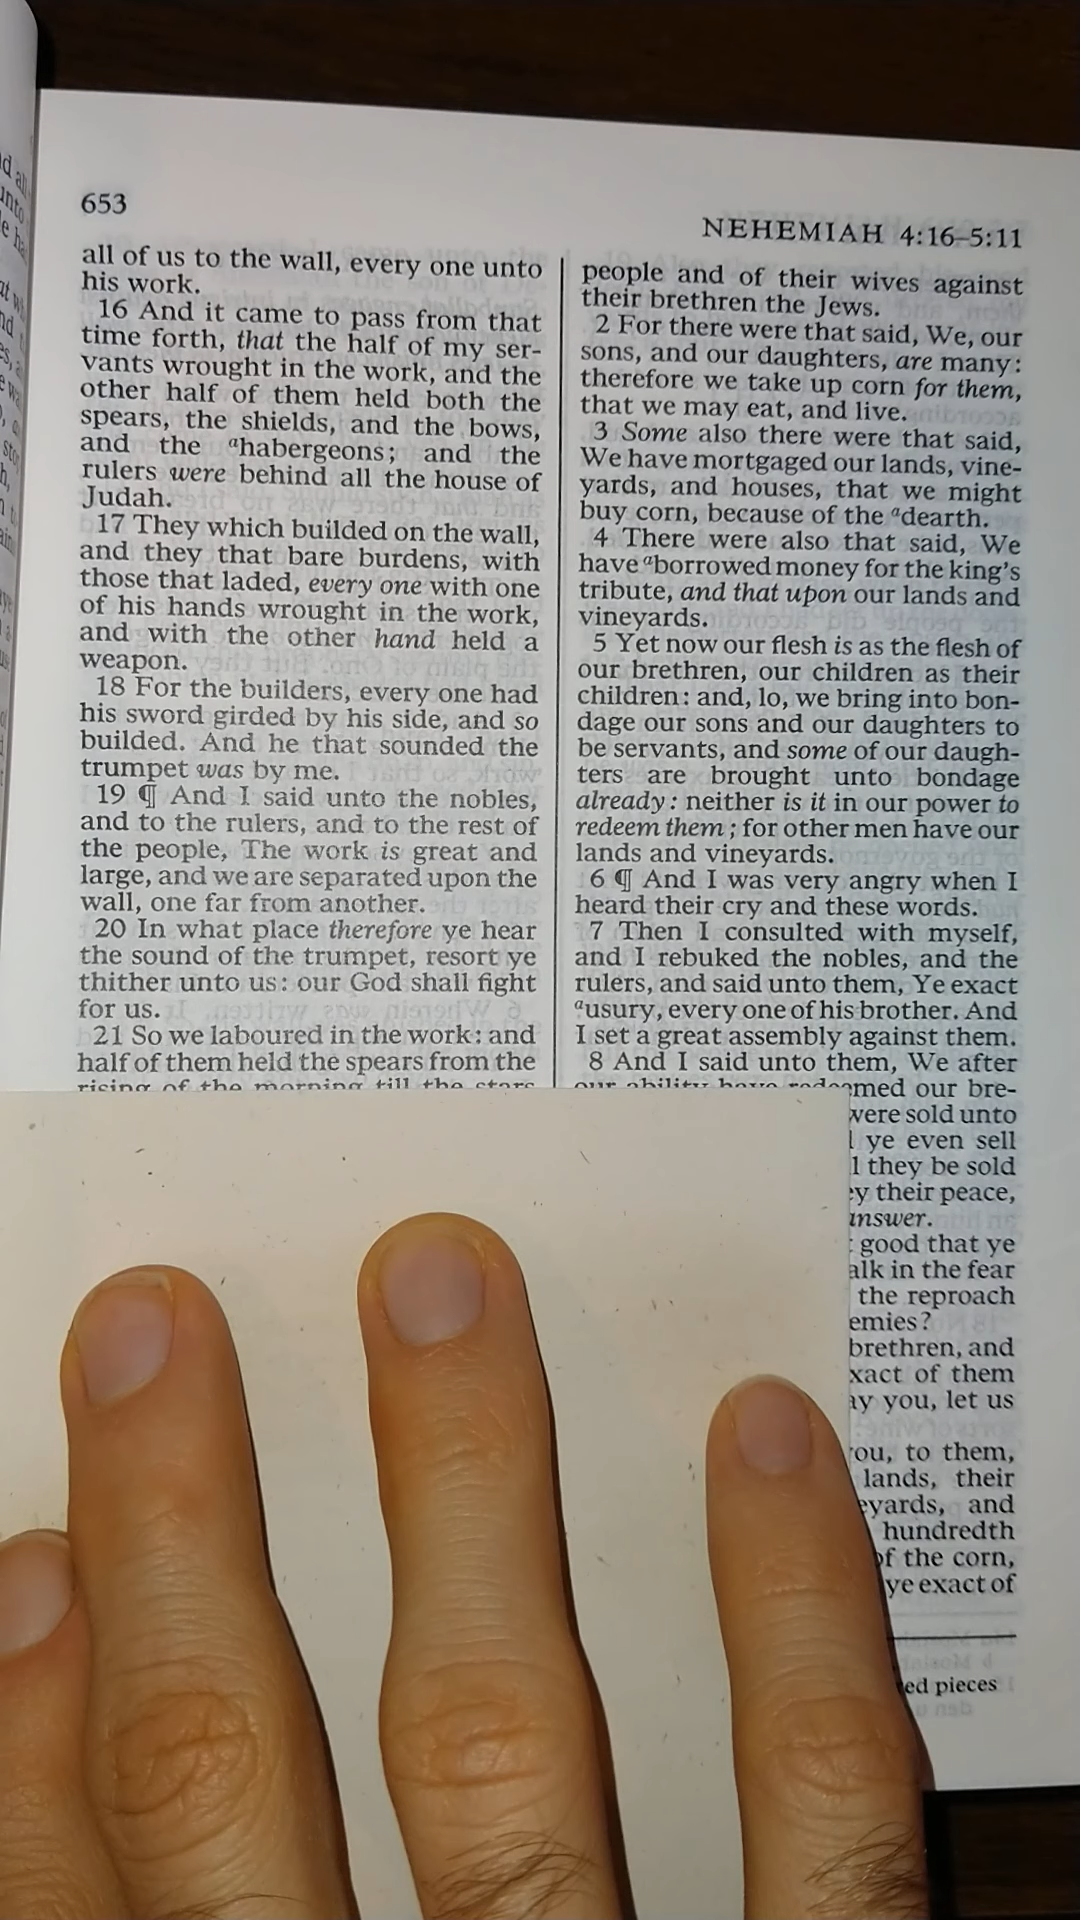 653
NEHEMIAH 4:16–5:11
all of us to the wall, every one unto
his work.
16 And it came to pass from that
time forth, that the half of my ser-
vants wrought in the work, and the
other half of them held both the
spears, the shields, and the bows,
and the ᵃhabergeons; and the
rulers were behind all the house of
Judah.
17 They which builded on the wall,
and they that bare burdens, with
those that laded, every one with one
of his hands wrought in the work,
and with the other hand held a
weapon.
18 For the builders, every one had
his sword girded by his side, and so
builded. And he that sounded the
trumpet was by me.
19 ¶ And I said unto the nobles,
and to the rulers, and to the rest of
the people, The work is great and
large, and we are separated upon the
wall, one far from another.
20 In what place therefore ye hear
the sound of the trumpet, resort ye
thither unto us: our God shall fight
for us.
21 So we laboured in the work: and
half of them held the spears from the
rising of the morning till the stars
people and of their wives against
their brethren the Jews.
2 For there were that said, We, our
sons, and our daughters, are many:
therefore we take up corn for them,
that we may eat, and live.
3 Some also there were that said,
We have mortgaged our lands, vine-
yards, and houses, that we might
buy corn, because of the ᵃdearth.
4 There were also that said, We
have ᵃborrowed money for the king's
tribute, and that upon our lands and
vineyards.
5 Yet now our flesh is as the flesh of
our brethren, our children as their
children: and, lo, we bring into bon-
dage our sons and our daughters to
be servants, and some of our daugh-
ters are brought unto bondage
already: neither is it in our power to
redeem them; for other men have our
lands and vineyards.
6 ¶ And I was very angry when I
heard their cry and these words.
7 Then I consulted with myself,
and I rebuked the nobles, and the
rulers, and said unto them, Ye exact
ᵃusury, every one of his brother. And
I set a great assembly against them.
8 And I said unto them, We after
our ability have redeemed our bre-
were sold unto
ye even sell
they be sold
their peace,
answer.
good that ye
in the fear
the reproach
brethren, and
of them
you, let us
you, to them,
lands, their
and
hundredth
of the corn,
ye exact of
pieces